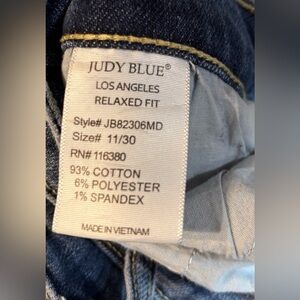 JUDY BLUE®
LOS ANGELES
RELAXED FIT
Style# JB82306MD
Size# 11/30
RN# 116380
93% COTTON
6% POLYESTER
1% SPANDEX
MADE IN VIETNAM